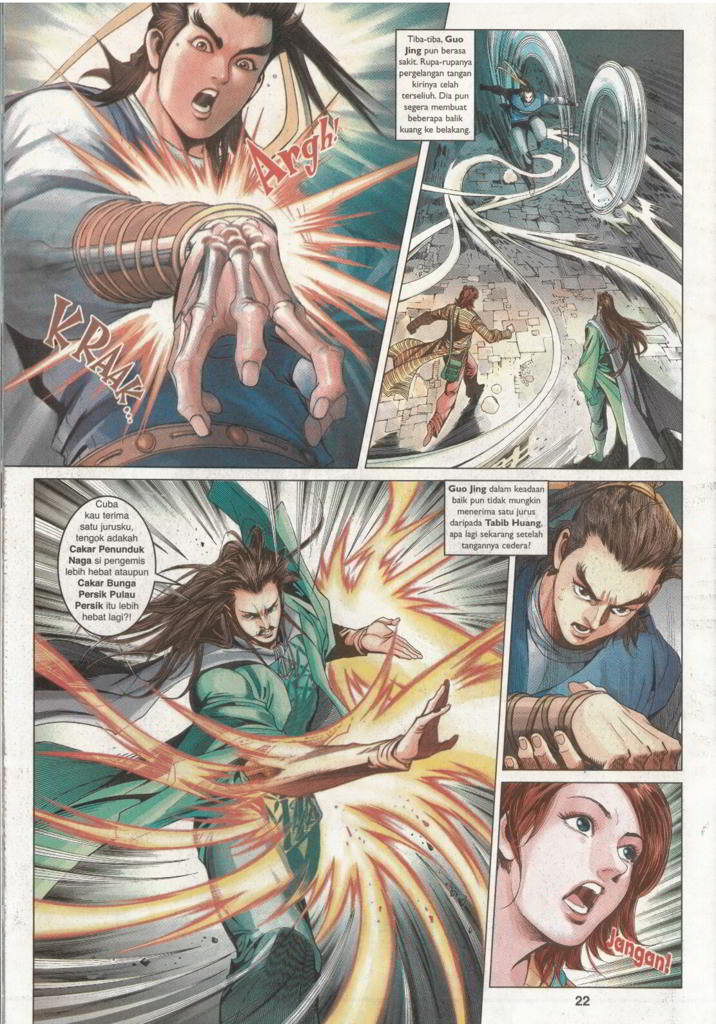 Argh!
KRAAK...
Tiba-tiba, Guo
Jing pun berasa
sakit. Rupa-rupanya
pergelangan tangan
kirinya telah
terseliuh. Dia pun
segera membuat
beberapa balik
kuang ke belakang.
Cuba
kau terima
satu jurusku,
tengok adakah
Cakar Penunduk
Naga si pengemis
lebih hebat ataupun
Cakar Bunga
Persik Pulau
Persik itu lebih
hebat lagi?!
Guo Jing dalam keadaan
baik pun tidak mungkin
menerima satu jurus
daripada Tabib Huang,
apa lagi sekarang setelah
tangannya cedera?
Jangan!
22